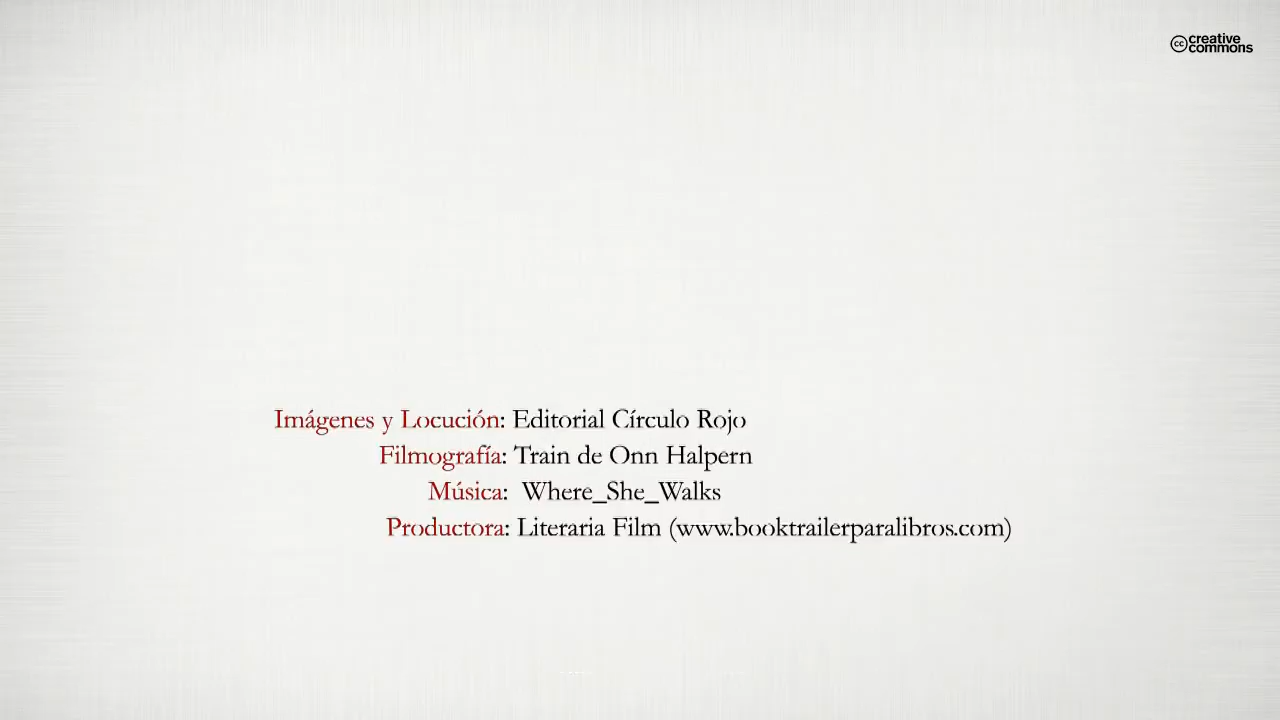 cc creative
commons
Imágenes y Locución: Editorial Círculo Rojo
Filmografía: Train de Onn Halpern
Música: Where_She_Walks
Productora: Literaria Film (www.booktrailerparalibros.com)